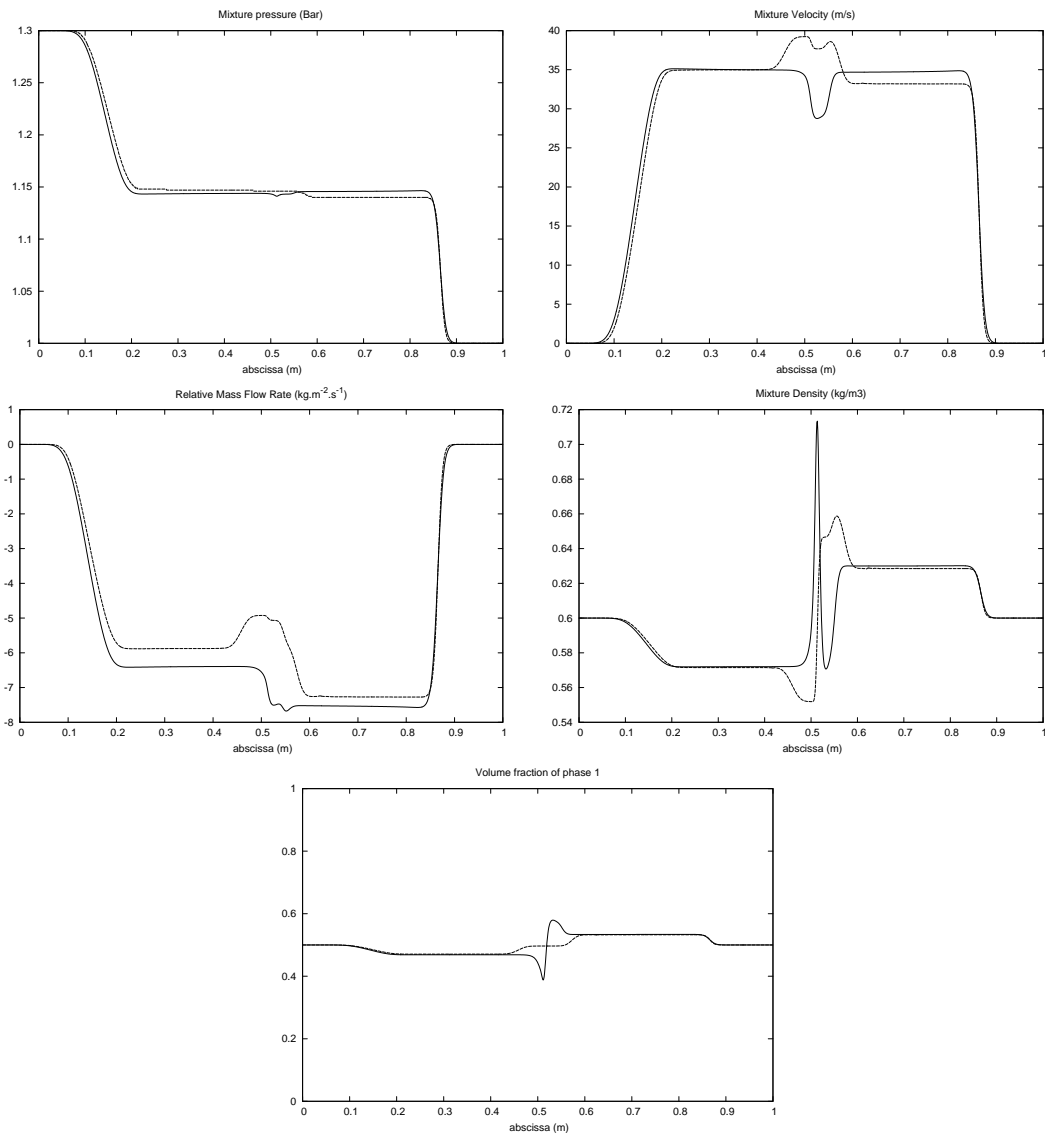 Mixture pressure (Bar)
1.3
1.25
1.2
1.15
1.1
1.05
1
0 0.1 0.2 0.3 0.4 0.5 0.6 0.7 0.8 0.9 1
abscissa (m)
Mixture Velocity (m/s)
40
35
30
25
20
15
10
5
0
0 0.1 0.2 0.3 0.4 0.5 0.6 0.7 0.8 0.9 1
abscissa (m)
Relative Mass Flow Rate (kg.m-2.s-1)
1
0
-1
-2
-3
-4
-5
-6
-7
-8
0 0.1 0.2 0.3 0.4 0.5 0.6 0.7 0.8 0.9 1
abscissa (m)
Mixture Density (kg/m3)
0.72
0.7
0.68
0.66
0.64
0.62
0.6
0.58
0.56
0.54
0 0.1 0.2 0.3 0.4 0.5 0.6 0.7 0.8 0.9 1
abscissa (m)
Volume fraction of phase 1
1
0.8
0.6
0.4
0.2
0
0 0.1 0.2 0.3 0.4 0.5 0.6 0.7 0.8 0.9 1
abscissa (m)